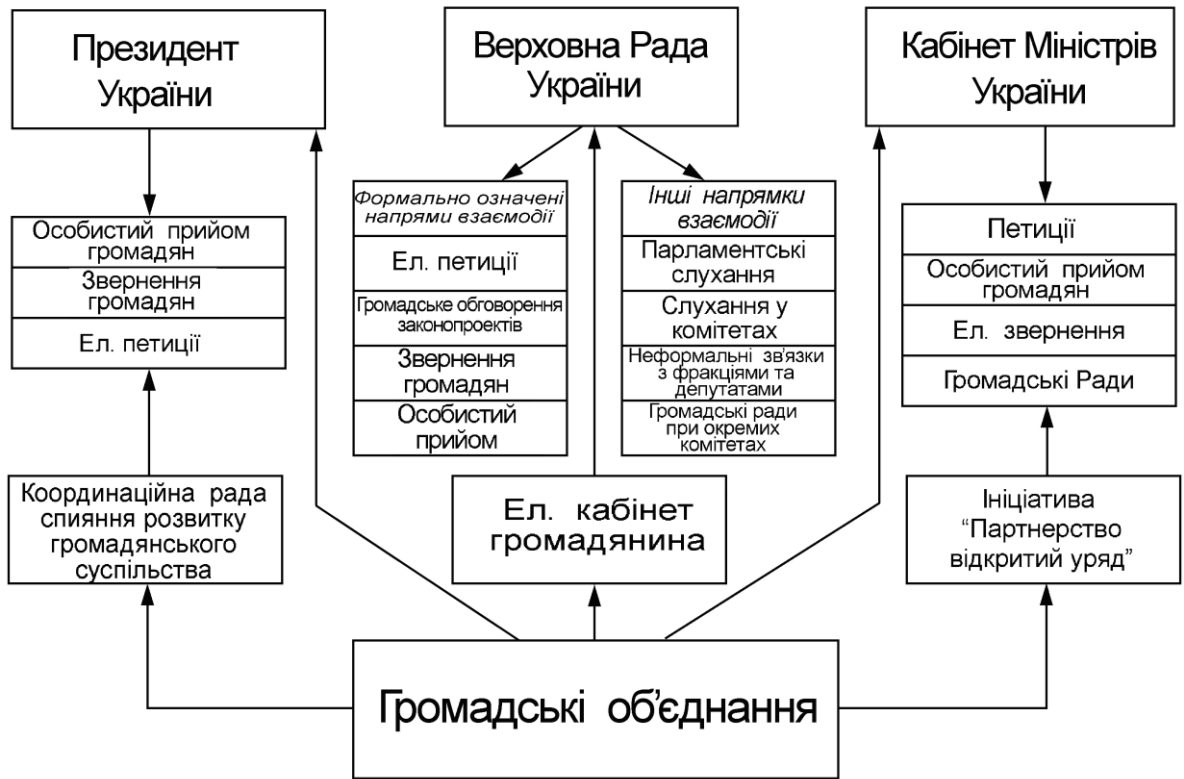 Президент
України
Верховна Рада
України
Кабінет Міністрів
України
Особистий прийом
громадян
Звернення
громадян
Ел. петиції
Формально означені
напрями взаємодії
Ел. петиції
Громадське обговорення
законопроектів
Звернення
громадян
Особистий
прийом
Інші напрямки
взаємодії
Парламентські
слухання
Слухання у
комітетах
Неформальні зв'язки
з фракціями та
депутатами
Громадські ради
при окремих
комітетах
Петиції
Особистий прийом
громадян
Ел. звернення
Громадські Ради
Координаційна рада
спияння розвитку
громадянського
суспільства
Ел. кабінет
громадянина
Ініціатива
“Партнерство
відкритий уряд”
Громадські об'єднання